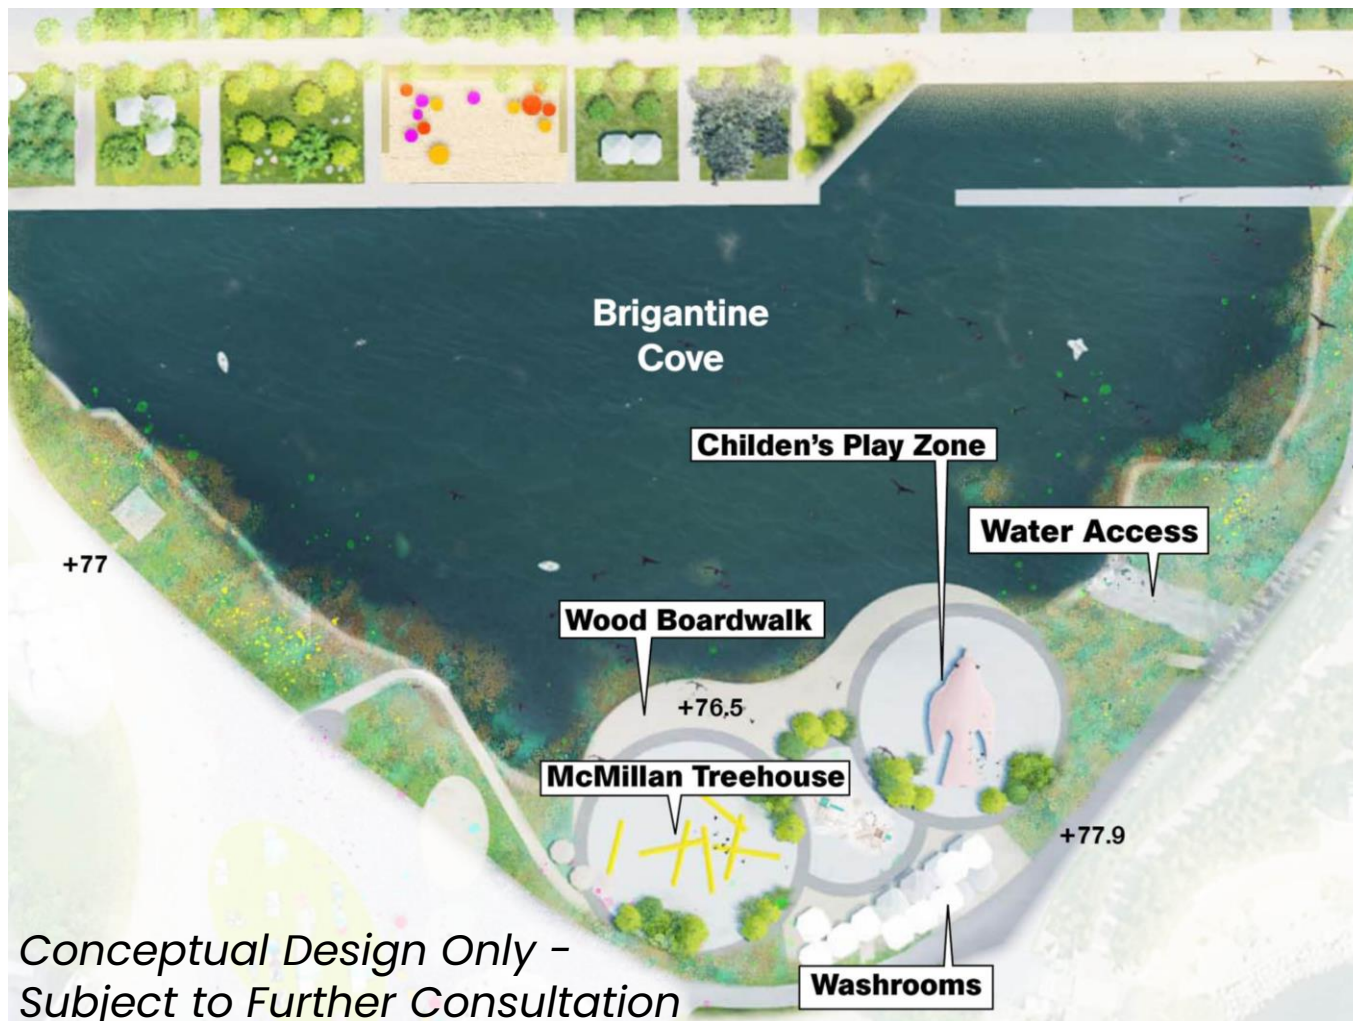 Brigantine
Cove
Childen's Play Zone
Water Access
+77
Wood Boardwalk
+76.5
McMillan Treehouse
+77.9
Conceptual Design Only -
Subject to Further Consultation
Washrooms